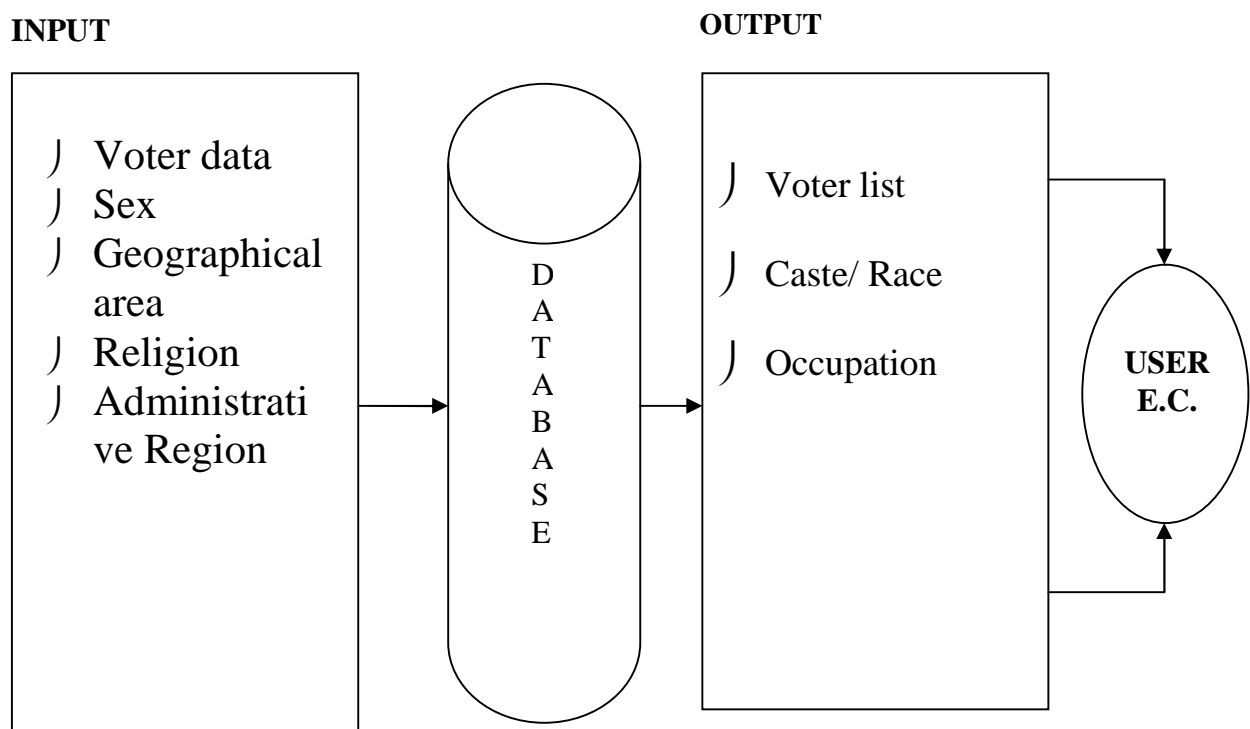 INPUT
⌡ Voter data
⌡ Sex
⌡ Geographical
area
⌡ Religion
⌡ Administrati
ve Region
D
A
T
A
B
A
S
E
OUTPUT
⌡ Voter list
⌡ Caste/ Race
⌡ Occupation
USER
E.C.